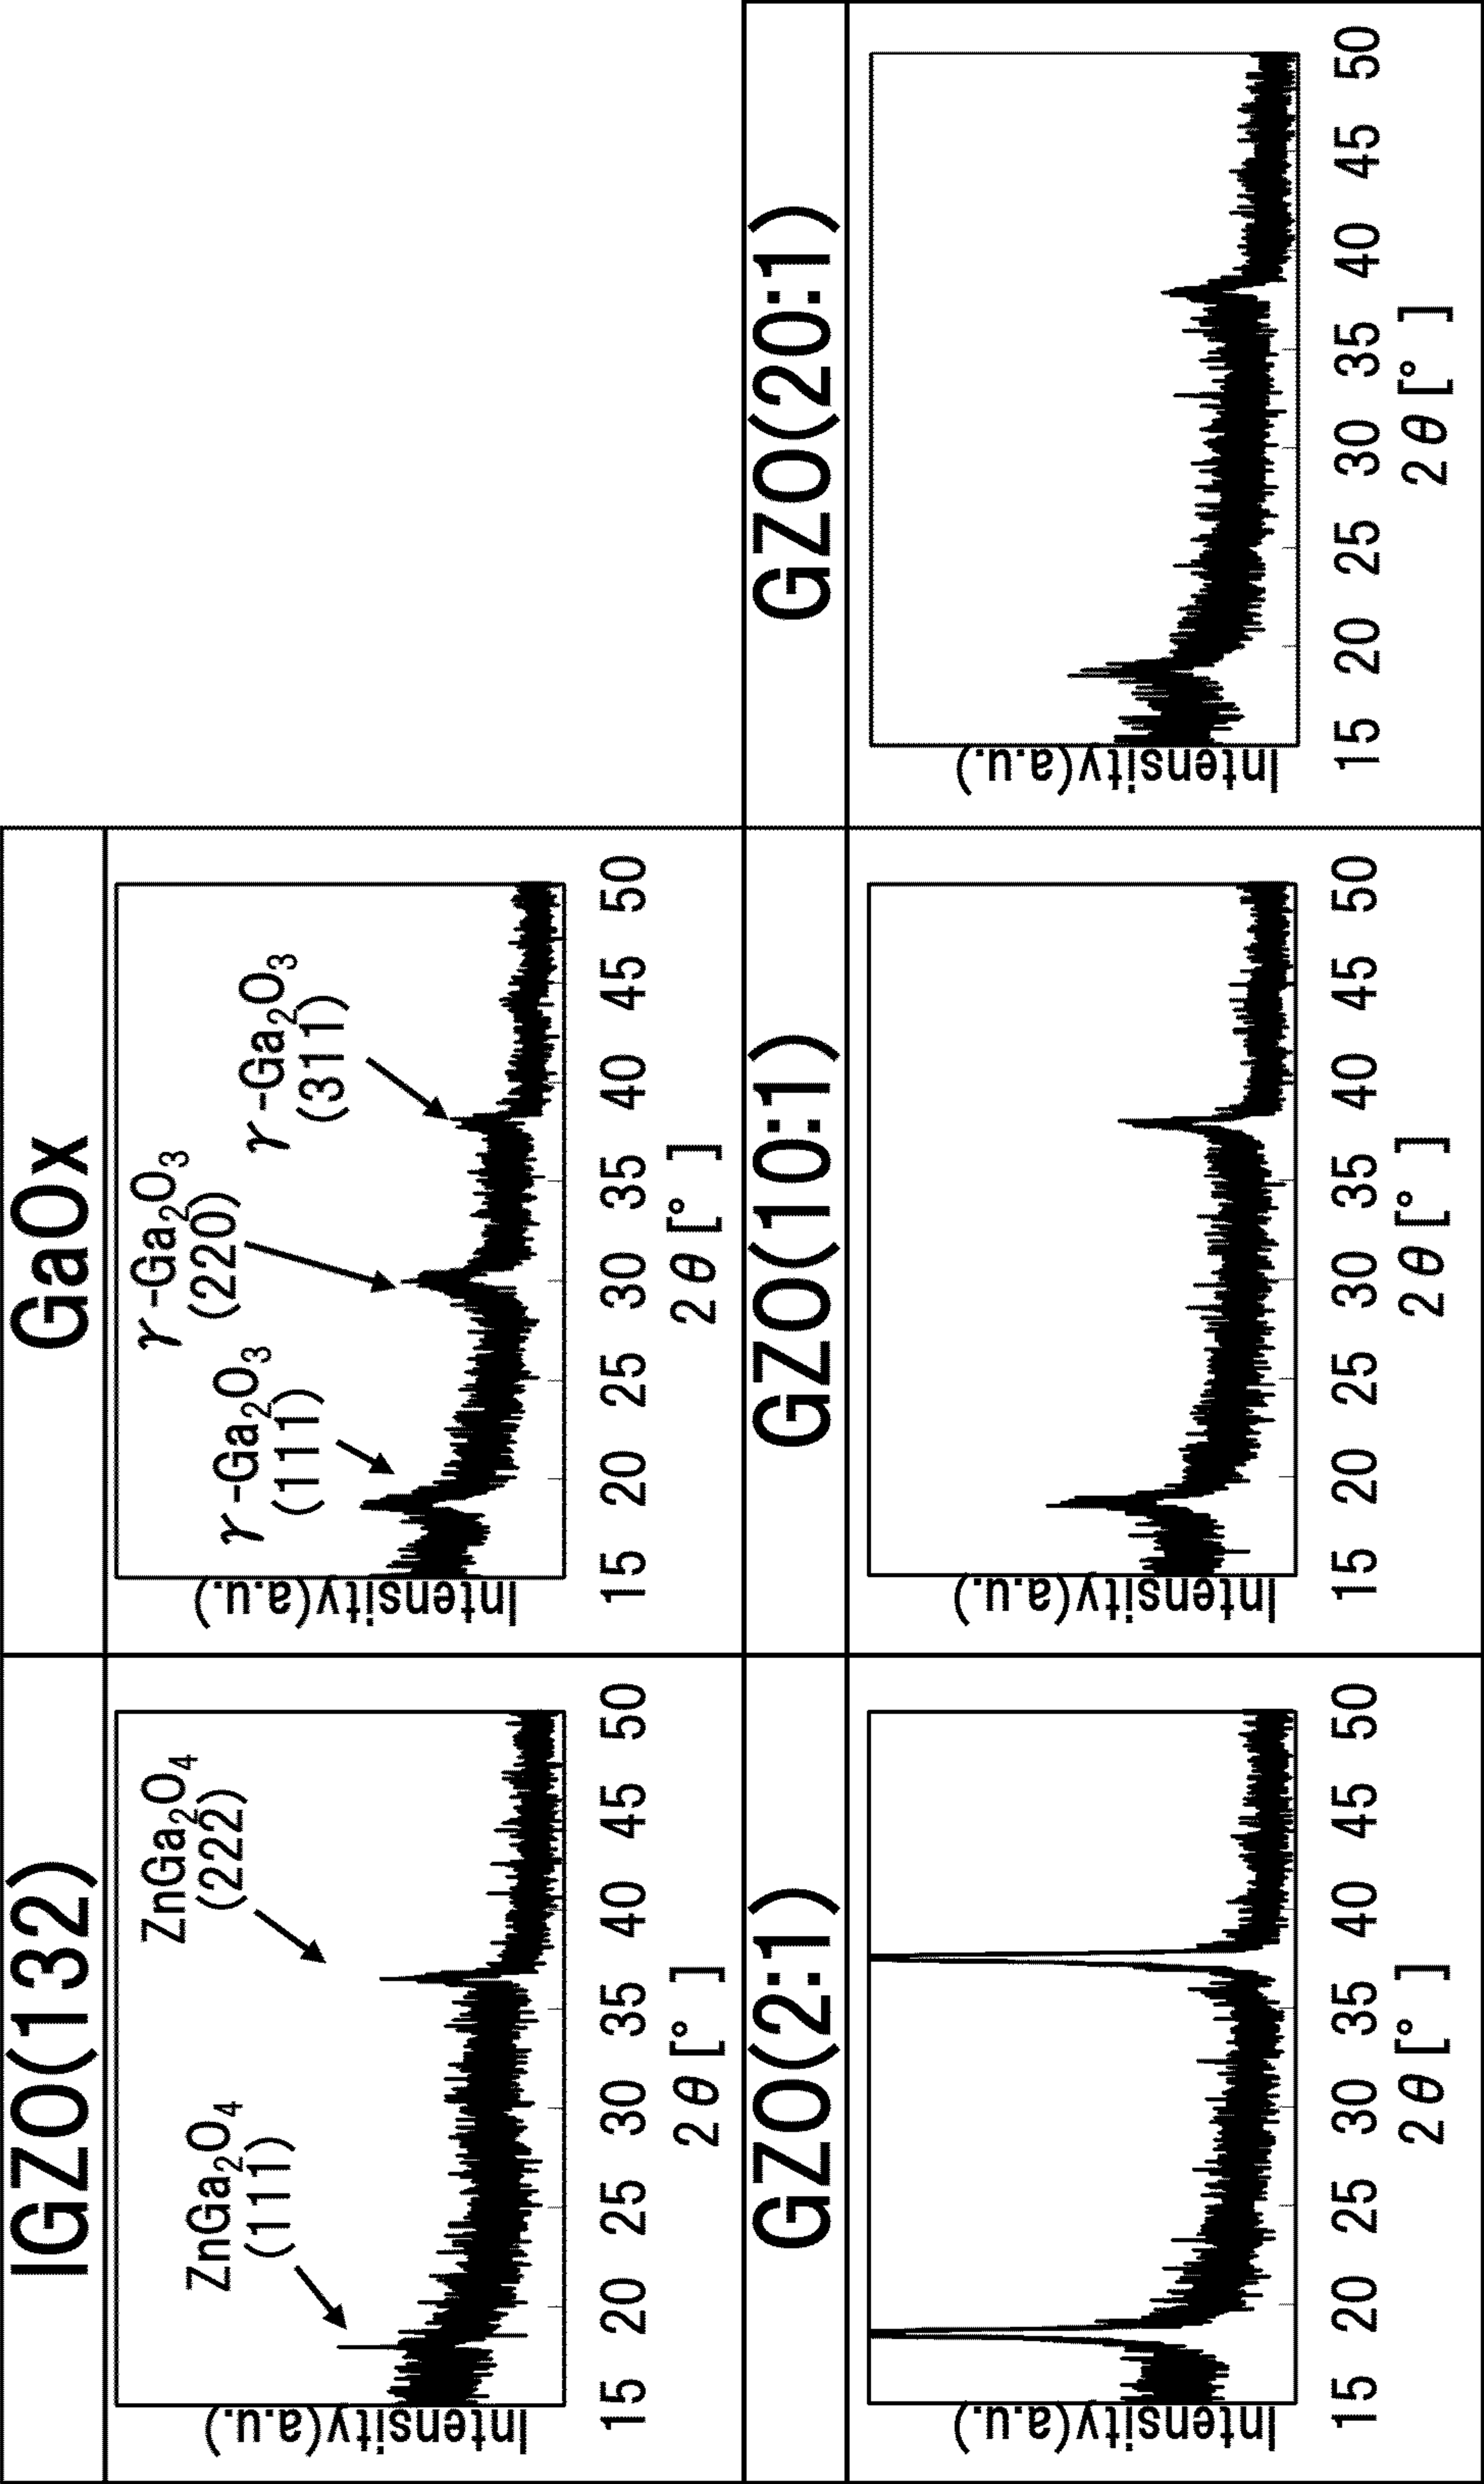 IGZO(132)
Intensity(a.u.)
ZnGa2O4
(111)
ZnGa2O4
(222)
15 20 25 30 35 40 45 50
2θ[°]
GaOx
Intensity(a.u.)
γ-Ga2O3
(111)
γ-Ga2O3
(220)
γ-Ga2O3
(311)
15 20 25 30 35 40 45 50
2θ[°]
GZO(2:1)
Intensity(a.u.)
15 20 25 30 35 40 45 50
2θ[°]
GZO(10:1)
Intensity(a.u.)
15 20 25 30 35 40 45 50
2θ[°]
GZO(20:1)
Intensity(a.u.)
15 20 25 30 35 40 45 50
2θ[°]